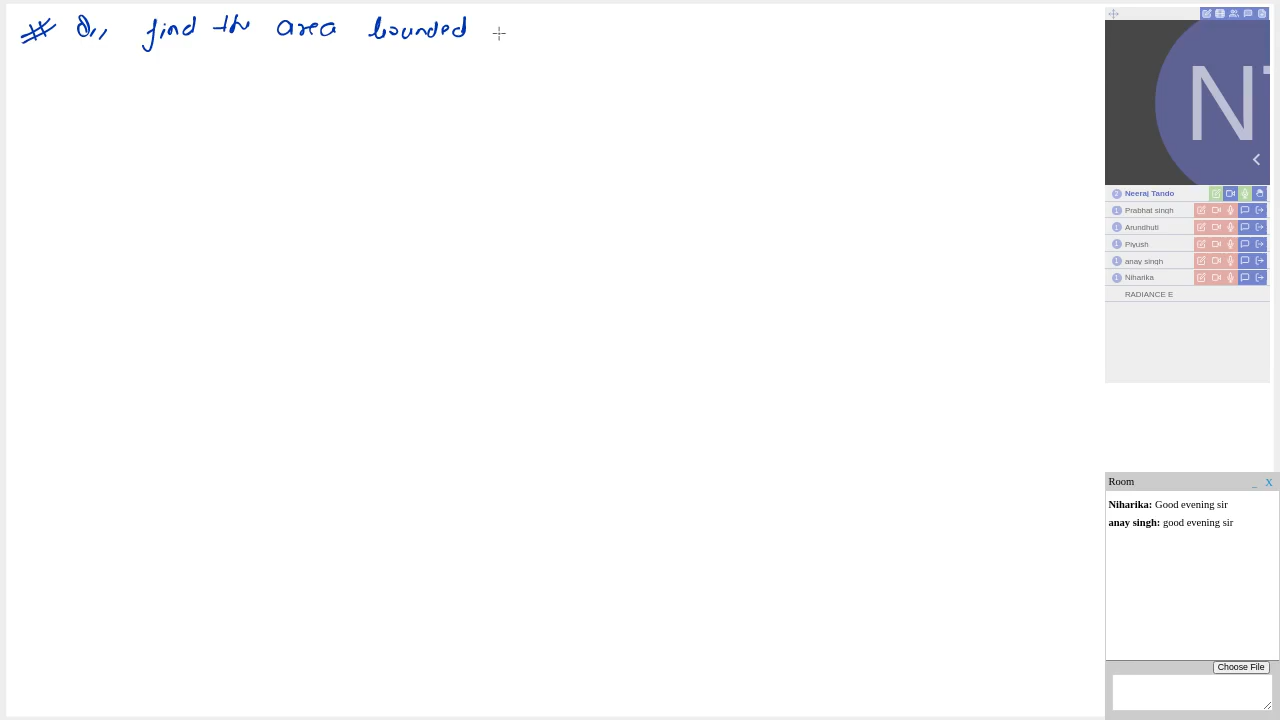 # Q,, find the area bounded
NT
Neeraj Tando
Prabhat singh
Arundhuti
Piyush
anay singh
Niharika
RADIANCE E
Room
_ X
Niharika: Good evening sir
anay singh: good evening sir
Choose File